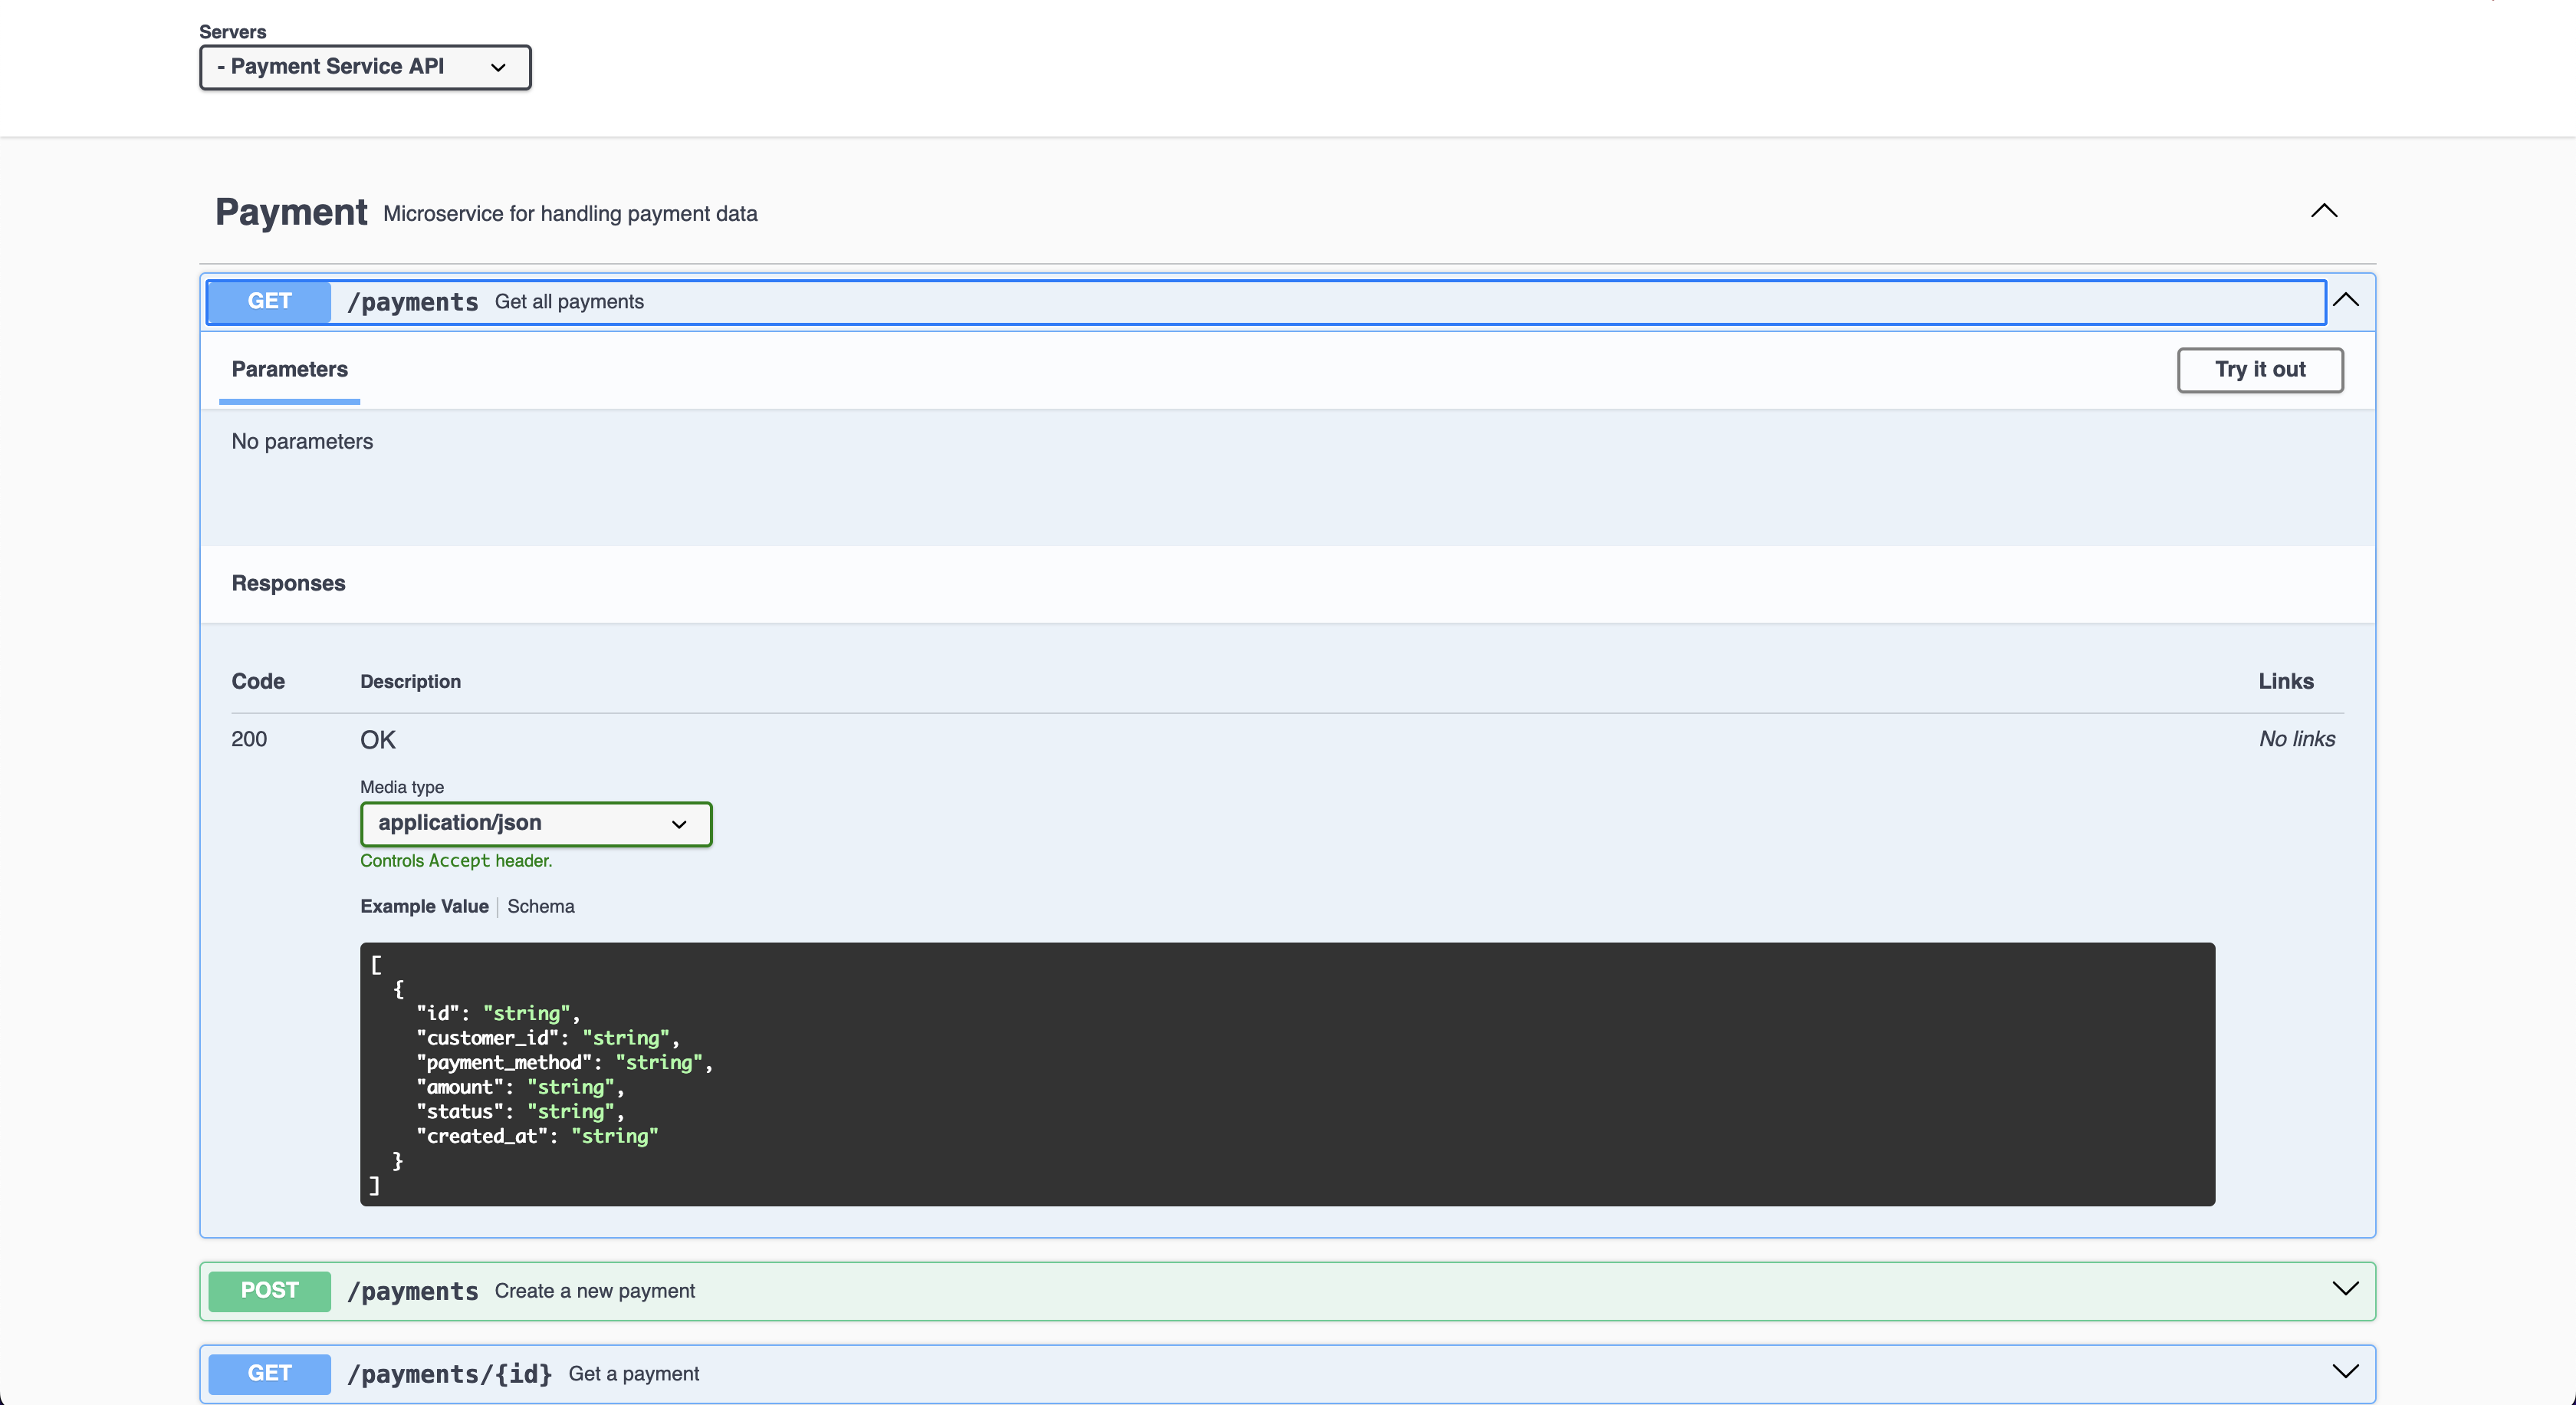 Servers
- Payment Service API
Payment Microservice for handling payment data
GET /payments Get all payments
Parameters
Try it out
No parameters
Responses
Code Description Links
200 OK No links
Media type
application/json
Controls Accept header.
Example Value Schema
[
{
"id": "string",
"customer_id": "string",
"payment_method": "string",
"amount": "string",
"status": "string",
"created_at": "string"
}
]
POST /payments Create a new payment
GET /payments/{id} Get a payment